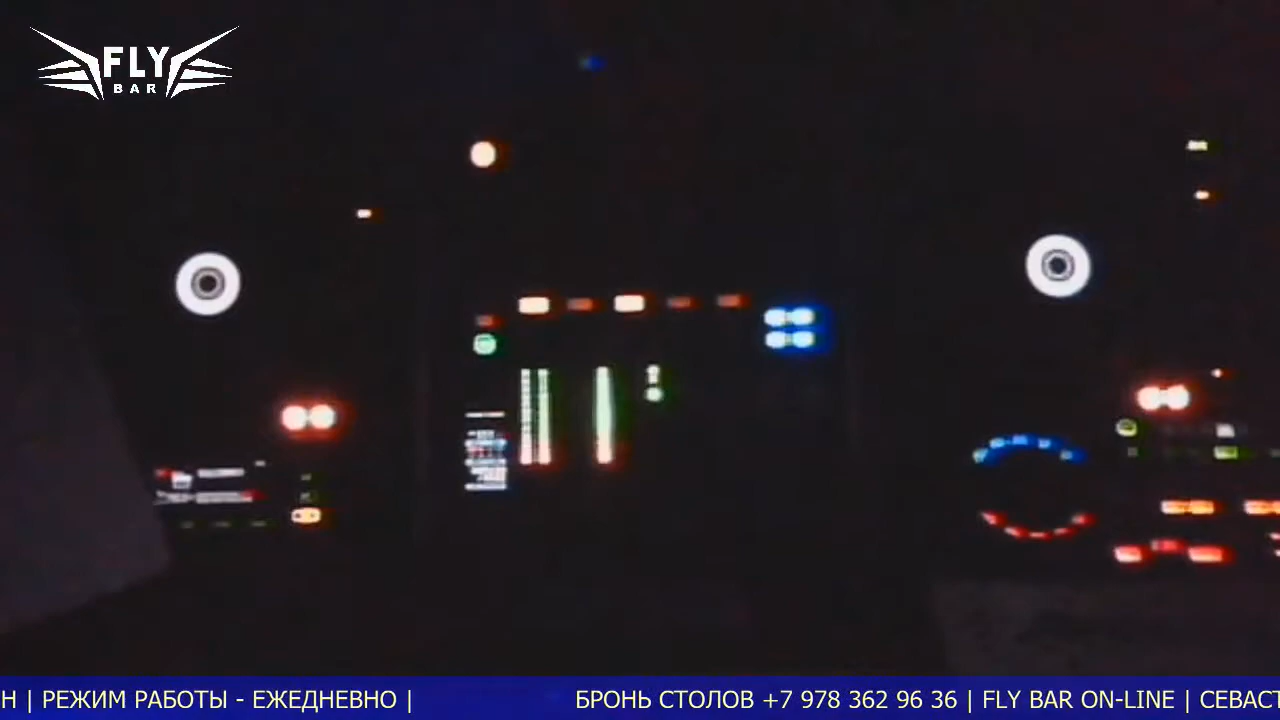 FLY
BAR
Н | РЕЖИМ РАБОТЫ - ЕЖЕДНЕВНО | БРОНЬ СТОЛОВ +7 978 362 96 36 | FLY BAR ON-LINE | СЕВАСТ